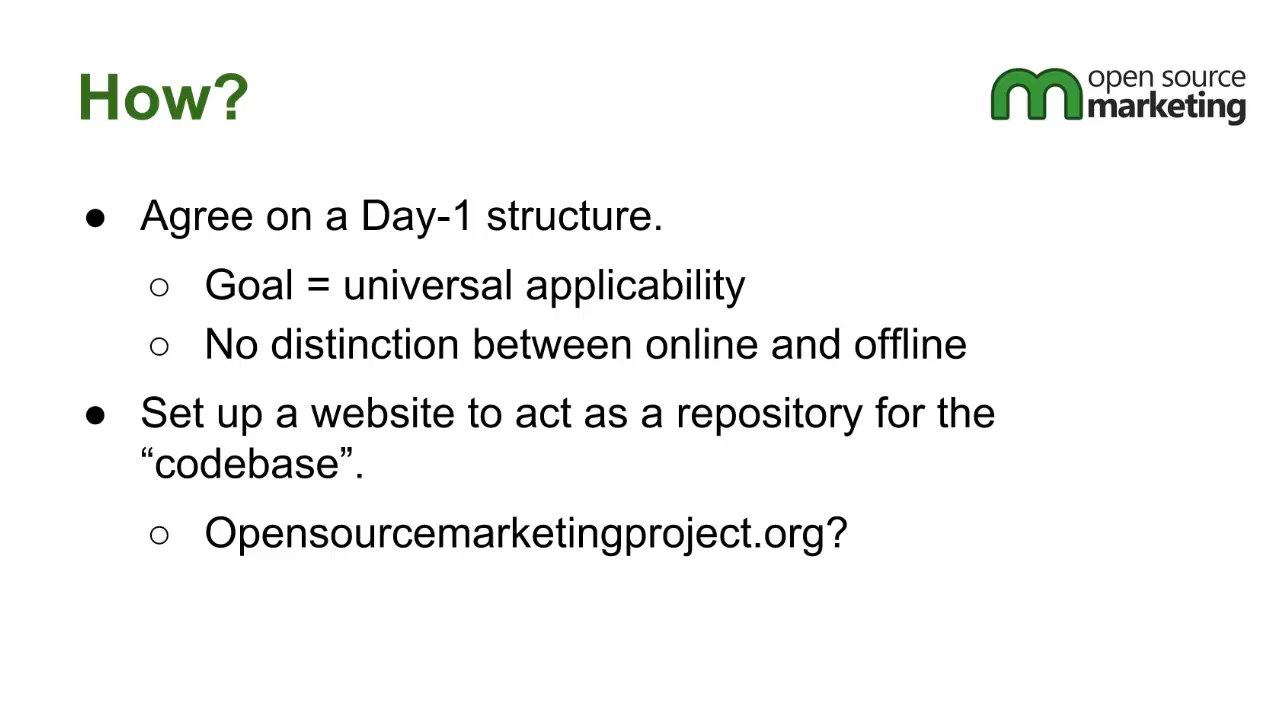 How?
open source
marketing
● Agree on a Day-1 structure.
○ Goal = universal applicability
○ No distinction between online and offline
● Set up a website to act as a repository for the
“codebase”.
○ Opensourcemarketingproject.org?